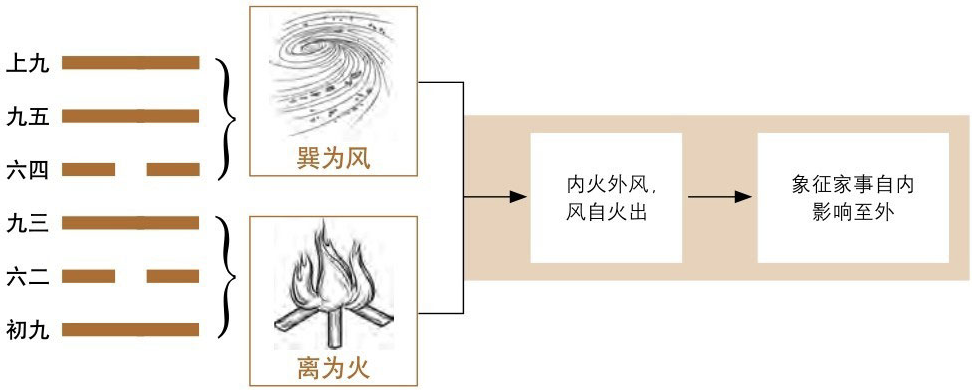 上九
九五
六四
九三
六二
初九
巽为风
离为火
内火外风，
风自火出
象征家事自内
影响至外